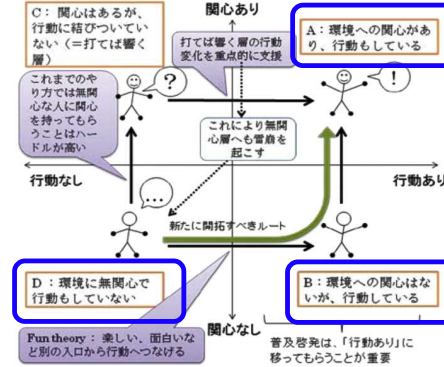 C：関心はあるが、
行動に結びついてい
ない（＝打てば響く
層）
関心あり
A：環境への関心があ
り、行動もしている
打てば響く層の行動
変化を重点的に支援
?
!
これまでのや
り方では無関
心な人に関心
を持ってもら
うことはハー
ドルが高い
これにより無関
心層へも雪崩を
起こす
行動なし
行動あり
…
新たに開拓すべきルート
D：環境に無関心で
行動もしていない
B：環境への関心はな
いが、行動している
関心なし
Fun theory：楽しい、面白いな
ど別の入口から行動へつなげる
普及啓発は、「行動あり」に
移ってもらうことが重要